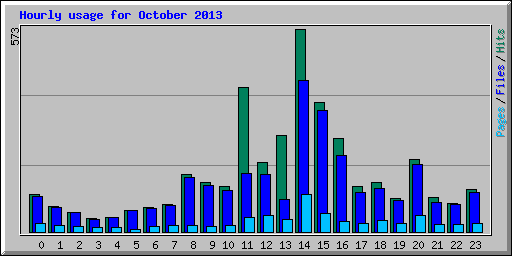 Hourly usage for October 2013
573
Pages / Files / Hits
0 1 2 3 4 5 6 7 8 9 10 11 12 13 14 15 16 17 18 19 20 21 22 23